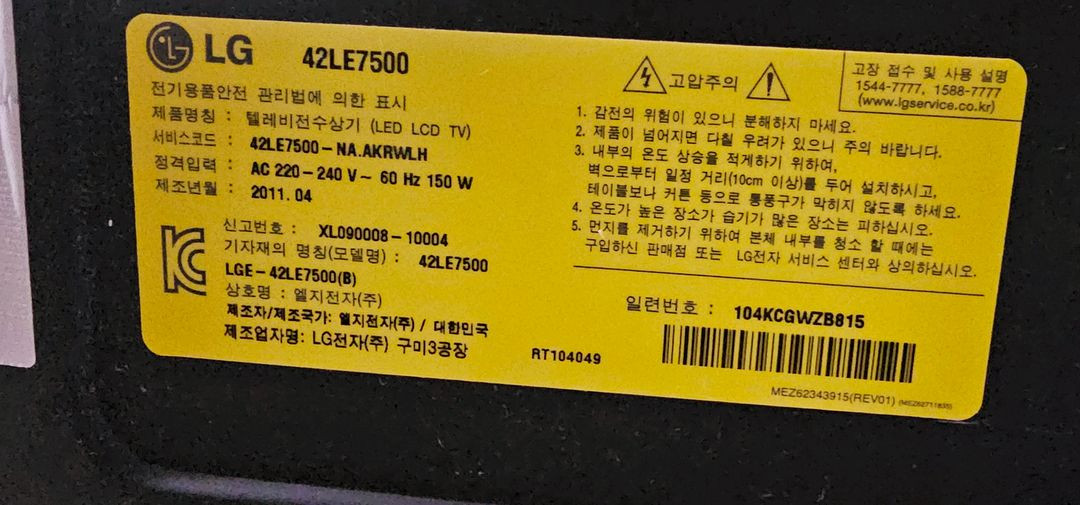 LG 42LE7500
전기용품안전 관리법에 의한 표시
제품명칭 : 텔레비전수상기 (LED LCD TV)
서비스코드 : 42LE7500-NA.AKRWLH
정격입력 : AC 220-240 V~ 60 Hz 150 W
제조년월 : 2011. 04
신고번호 : XL090008-10004
기자재의 명칭(모델명) : 42LE7500
LGE-42LE7500(B)
상호명 : 엘지전자(주)
제조자/제조국가: 엘지전자(주) / 대한민국
제조업자명: LG전자(주) 구미3공장
RT104049
고압주의
고장 접수 및 사용 설명
1544-7777, 1588-7777
(www.lgservice.co.kr)
1. 감전의 위험이 있으니 분해하지 마세요.
2. 제품이 넘어지면 다칠 우려가 있으니 주의 바랍니다.
3. 내부의 온도 상승을 적게하기 위하여,
벽으로부터 일정 거리(10cm 이상)를 두어 설치하시고,
테이블보나 커튼 등으로 통풍구가 막히지 않도록 하세요.
4. 온도가 높은 장소가 습기가 많은 장소는 피하십시오.
5. 먼지를 제거하기 위하여 본체 내부를 청소 할 때에는
구입하신 판매점 또는 LG전자 서비스 센터와 상의하십시오.
일련번호 : 104KCGWZB815
MEZ62343915(REV01) (MEZ62711835)